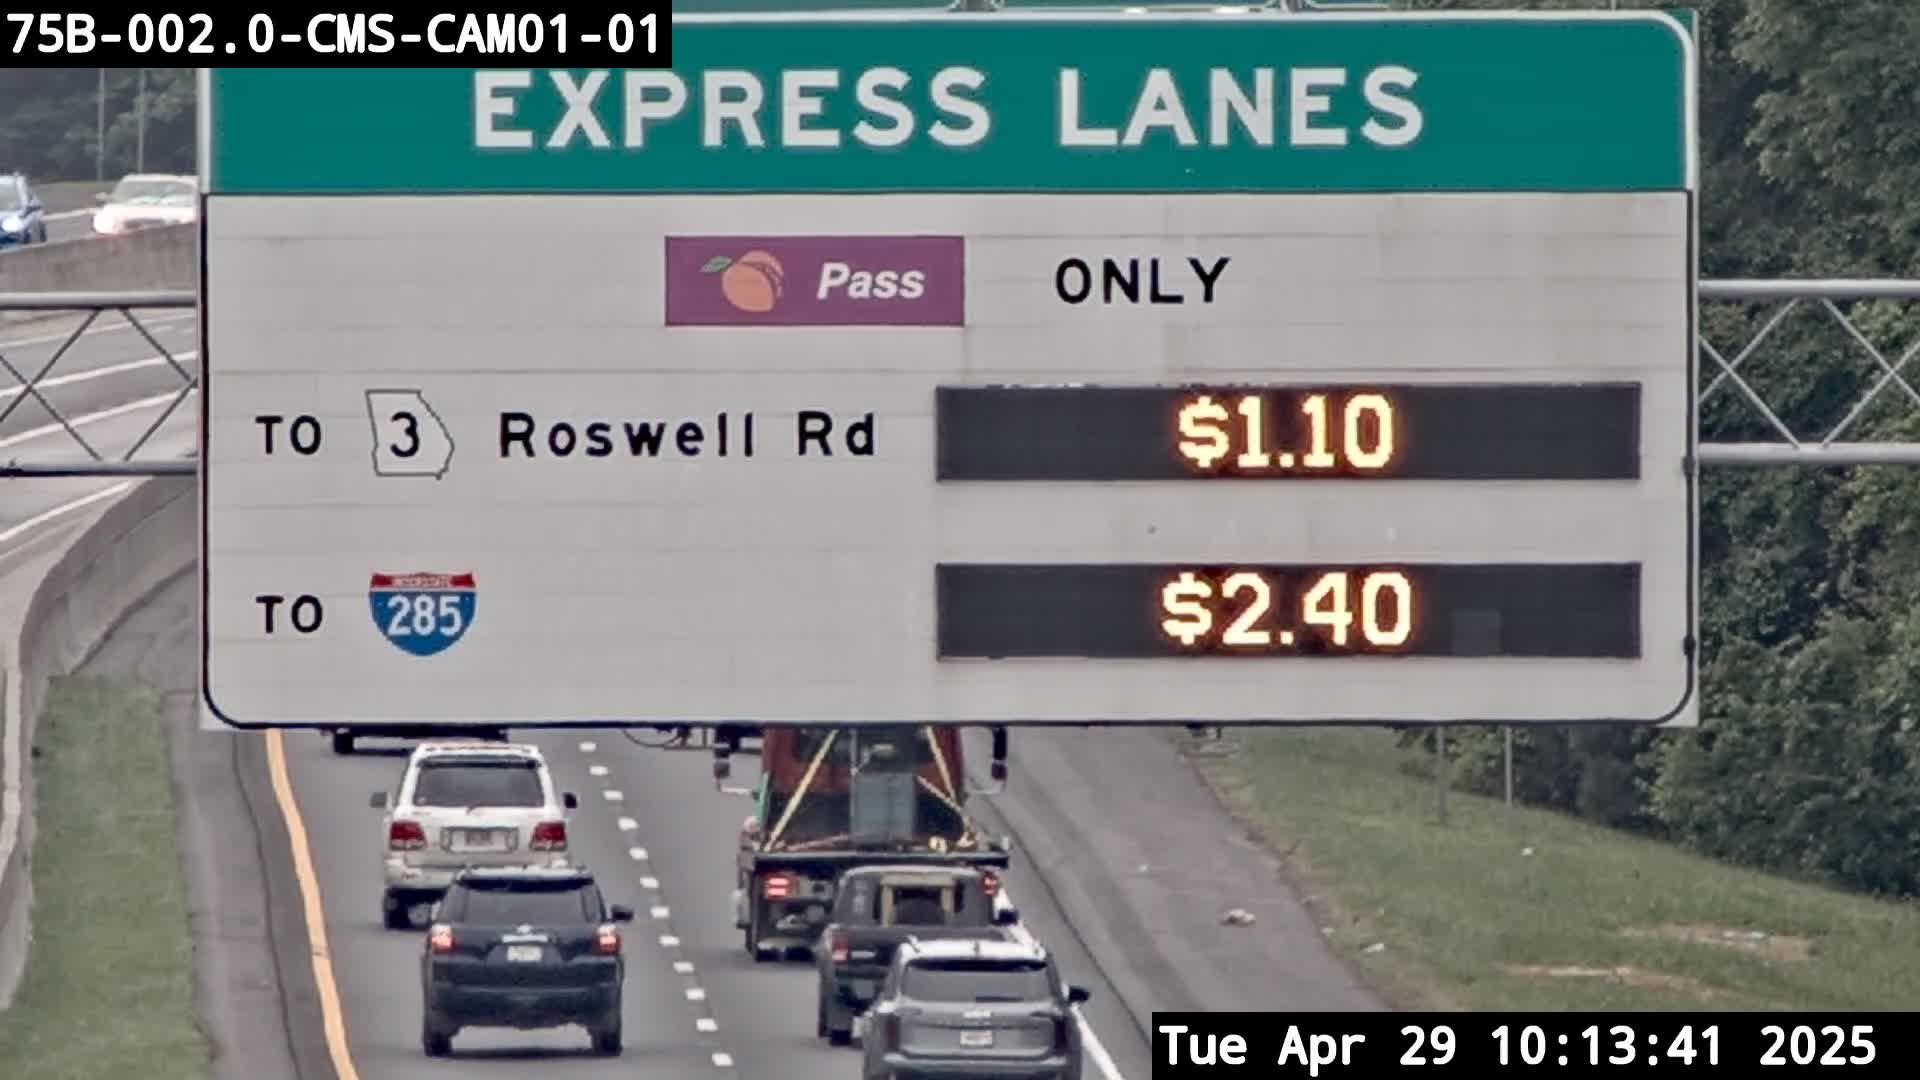 75B-002.0-CMS-CAM01-01
EXPRESS LANES
Pass ONLY
TO 3 Roswell Rd $1.10
TO INTERSTATE 285 $2.40
Tue Apr 29 10:13:41 2025